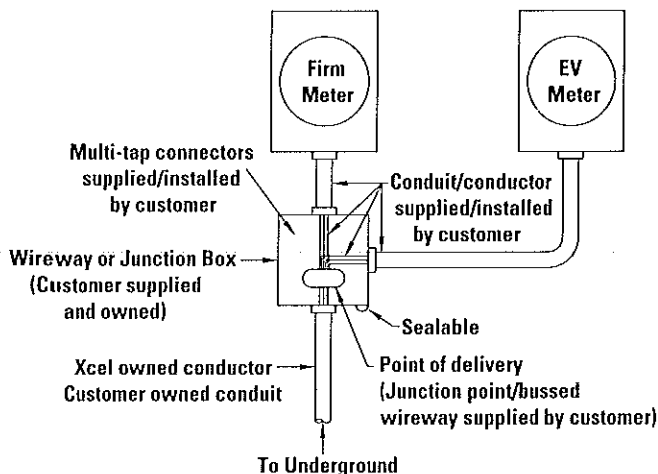 Firm
Meter
EV
Meter
Multi-tap connectors
supplied/installed
by customer
Conduit/conductor
supplied/installed
by customer
Wireway or Junction Box
(Customer supplied
and owned)
Sealable
Xcel owned conductor
Customer owned conduit
Point of delivery
(Junction point/bussed
wireway supplied by customer)
To Underground